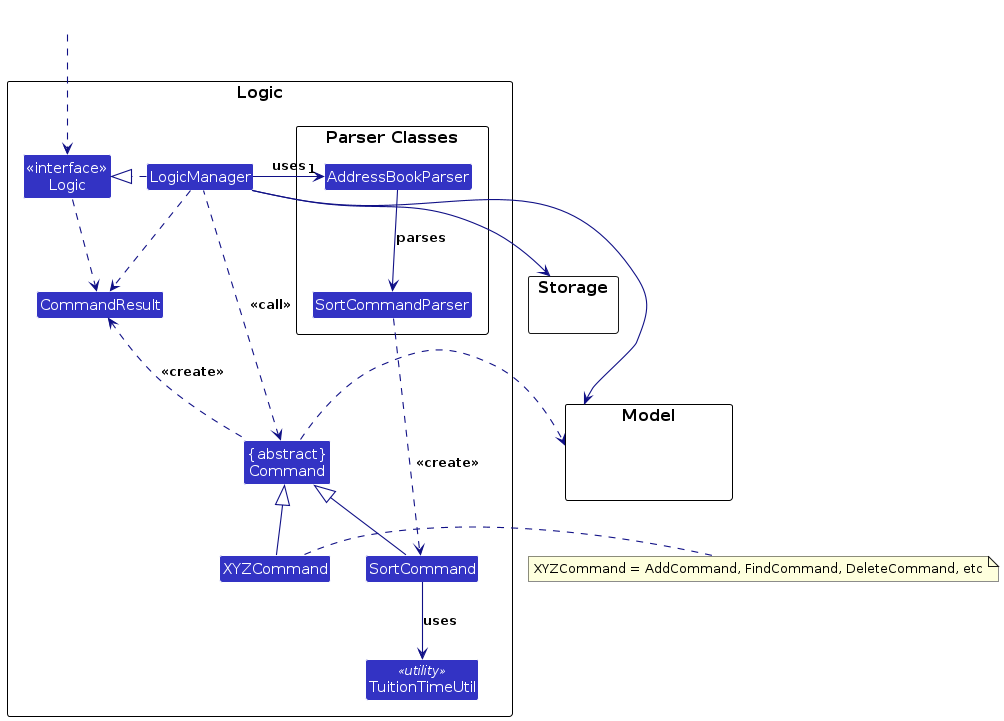 Logic
Parser Classes
«interface»
Logic
LogicManager
uses
1
AddressBookParser
parses
Storage
CommandResult
«call»
SortCommandParser
«create»
Model
{abstract}
Command
«create»
XYZCommand
SortCommand
XYZCommand = AddCommand, FindCommand, DeleteCommand, etc
uses
«utility»
TuitionTimeUtil